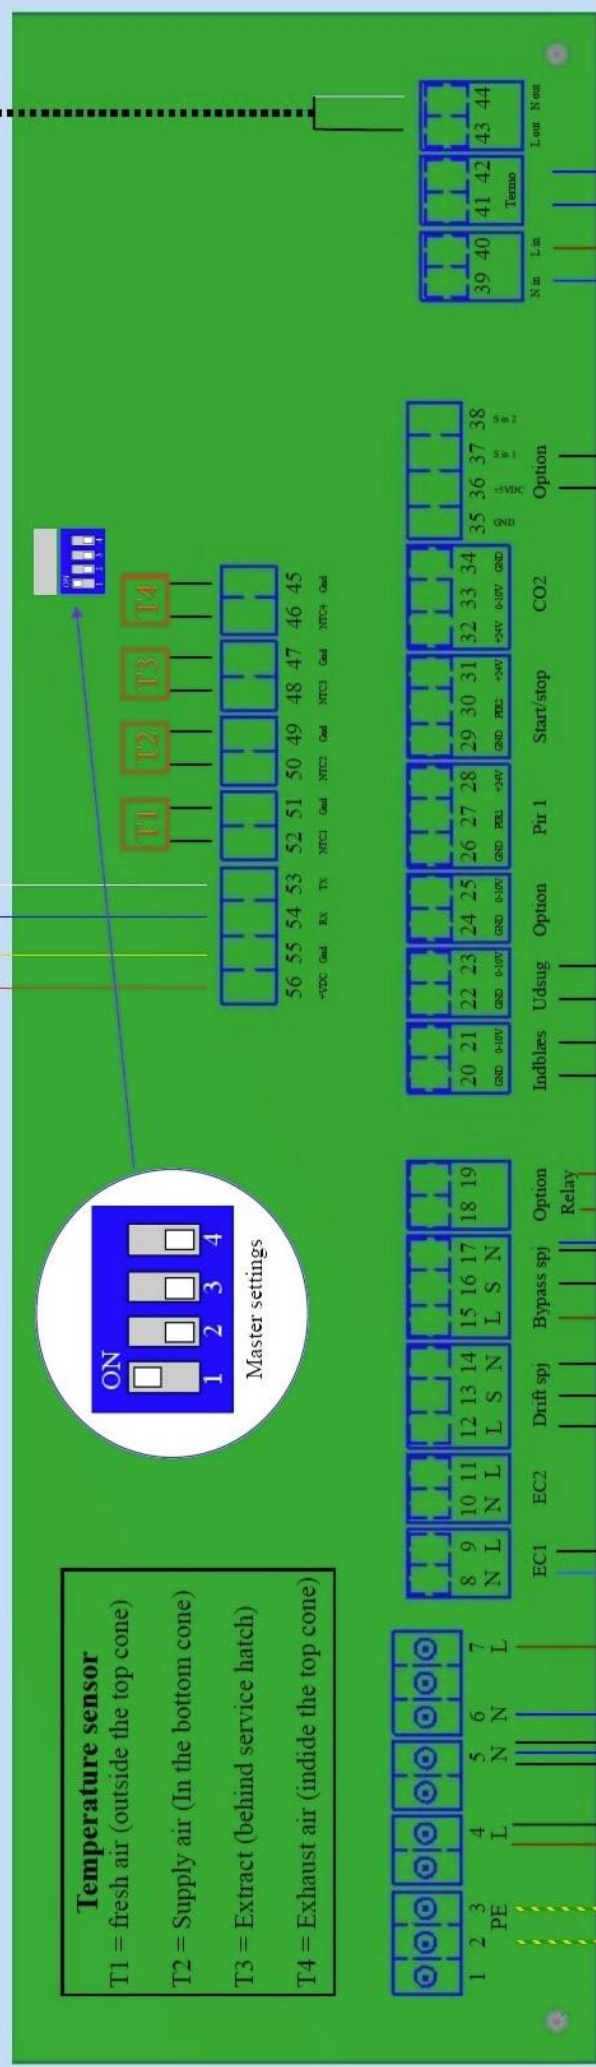 Temperature sensor
T1 = fresh air (outside the top cone)
T2 = Supply air (In the bottom cone)
T3 = Extract (behind service hatch)
T4 = Exhaust air (indide the top cone)
ON
1 2 3 4
Master settings
ON
1 2 3 4
T1 T2 T3 T4
56 55 54 53 52 51 50 49 48 47 46 45
+VDC Gnd RX TX NTC1 Gnd NTC2 Gnd NTC3 Gnd NTC4 Gnd
1 2 3 4 5 6 7
PE L N N L
8 9 10 11 12 13 14 15 16 17 18 19
N L N L L S N L S N
EC1 EC2 Drift spj Bypass spj Option
Relay
20 21 22 23 24 25 26 27 28 29 30 31 32 33 34 35 36 37 38
GND 0-10V GND 0-10V GND 0-10V GND PIR1 +24V GND PIR2 +24V +24V 0-10V GND GND +5VDC S in 1 S in 2
Indblæs Udsug Option Pir 1 Start/stop CO2 Option
39 40 41 42 43 44
N in L in Termo L out N out